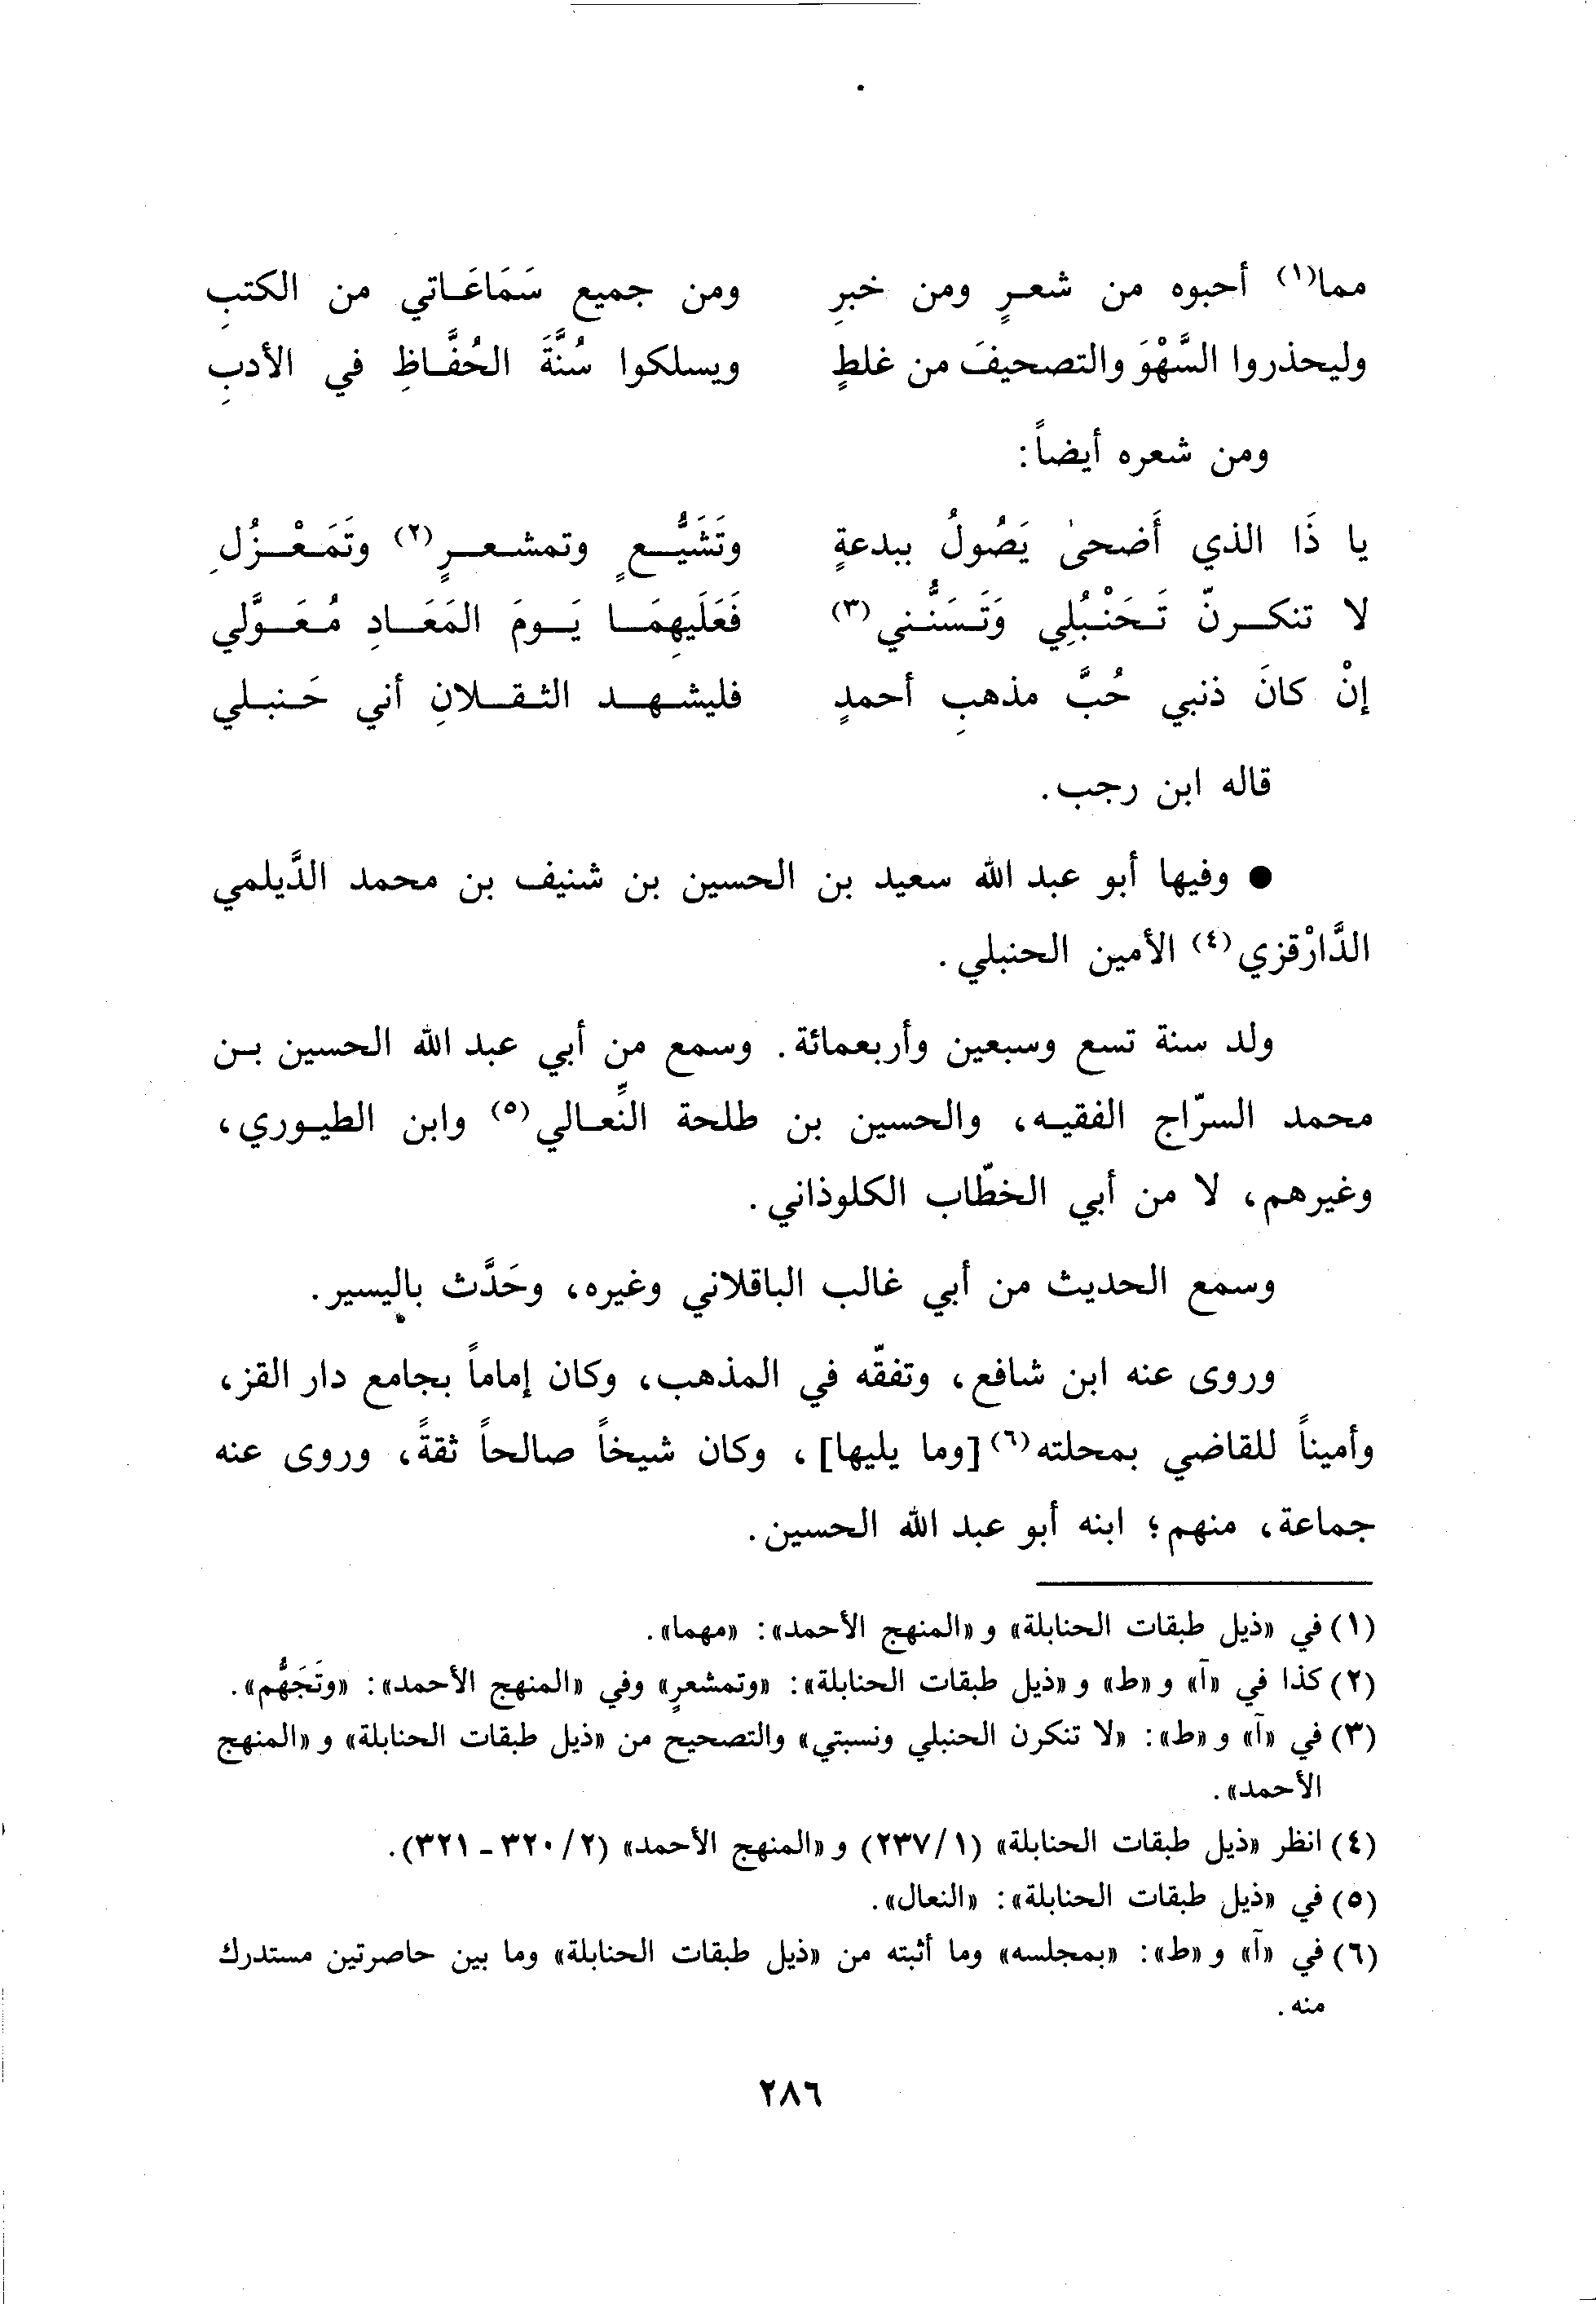 مما(١) أحبوه من شعرٍ ومن خبرِ ومن جميع سَمَاعَاتي من الكتبِ
وليحذروا السَّهْوَ والتصحيفَ من غلطٍ ويسلكوا سُنَّةَ الحُفَّاظِ في الأدبِ
ومن شعره أيضاً:
يا ذَا الذي أَضحىٰ يَصُولُ ببدعةٍ وتَشَيُّعٍ وتمشعرٍ(٢) وتَمَعْزُلِ
لا تنكرنّ تَحَنْبُلِي وَتَسَنُّني(٣) فَعَلَيهِمَا يَومَ المَعَادِ مُعَوَّلي
إنْ كانَ ذنبي حُبَّ مذهبِ أحمدٍ فليشهد الثقلانِ أني حَنبلي
قاله ابن رجب.
● وفيها أبو عبد الله سعيد بن الحسين بن شنيف بن محمد الدَّيلمي
الدَّارْقزي(٤) الأمين الحنبلي.
ولد سنة تسع وسبعين وأربعمائة. وسمع من أبي عبد الله الحسين بن
محمد السرّاج الفقيه، والحسين بن طلحة النِّعالي(٥) وابن الطيوري،
وغيرهم، لا من أبي الخطّاب الكلوذاني.
وسمع الحديث من أبي غالب الباقلاني وغيره، وحَدَّث باليسير.
وروى عنه ابن شافع، وتفقّه في المذهب، وكان إماماً بجامع دار القز،
وأميناً للقاضي بمحلته(٦) [وما يليها]، وكان شيخاً صالحاً ثقةً، وروى عنه
جماعة، منهم؛ ابنه أبو عبد الله الحسين.
(١) في «ذيل طبقات الحنابلة» و «المنهج الأحمد»: «مهما».
(٢) كذا في «آ» و «ط» و «ذيل طبقات الحنابلة»: «وتمشعرٍ» وفي «المنهج الأحمد»: «وتَجَهُّم».
(٣) في «آ» و «ط»: «لا تنكرن الحنبلي ونسبتي» والتصحيح من «ذيل طبقات الحنابلة» و «المنهج
الأحمد».
(٤) انظر «ذيل طبقات الحنابلة» (١/٢٣٧) و «المنهج الأحمد» (٢/٣٢٠ - ٣٢١).
(٥) في «ذيل طبقات الحنابلة»: «النعال».
(٦) في «آ» و «ط»: «بمجلسه» وما أثبته من «ذيل طبقات الحنابلة» وما بين حاصرتين مستدرك
منه.
٢٨٦